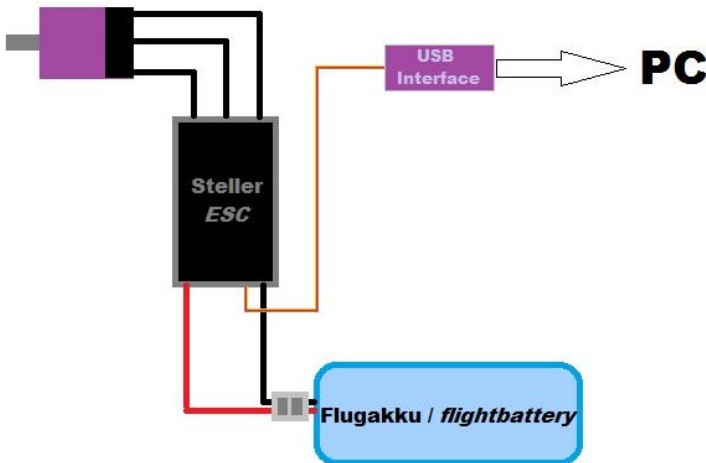 USB
Interface
PC
Steller
ESC
Flugakku / flightbattery